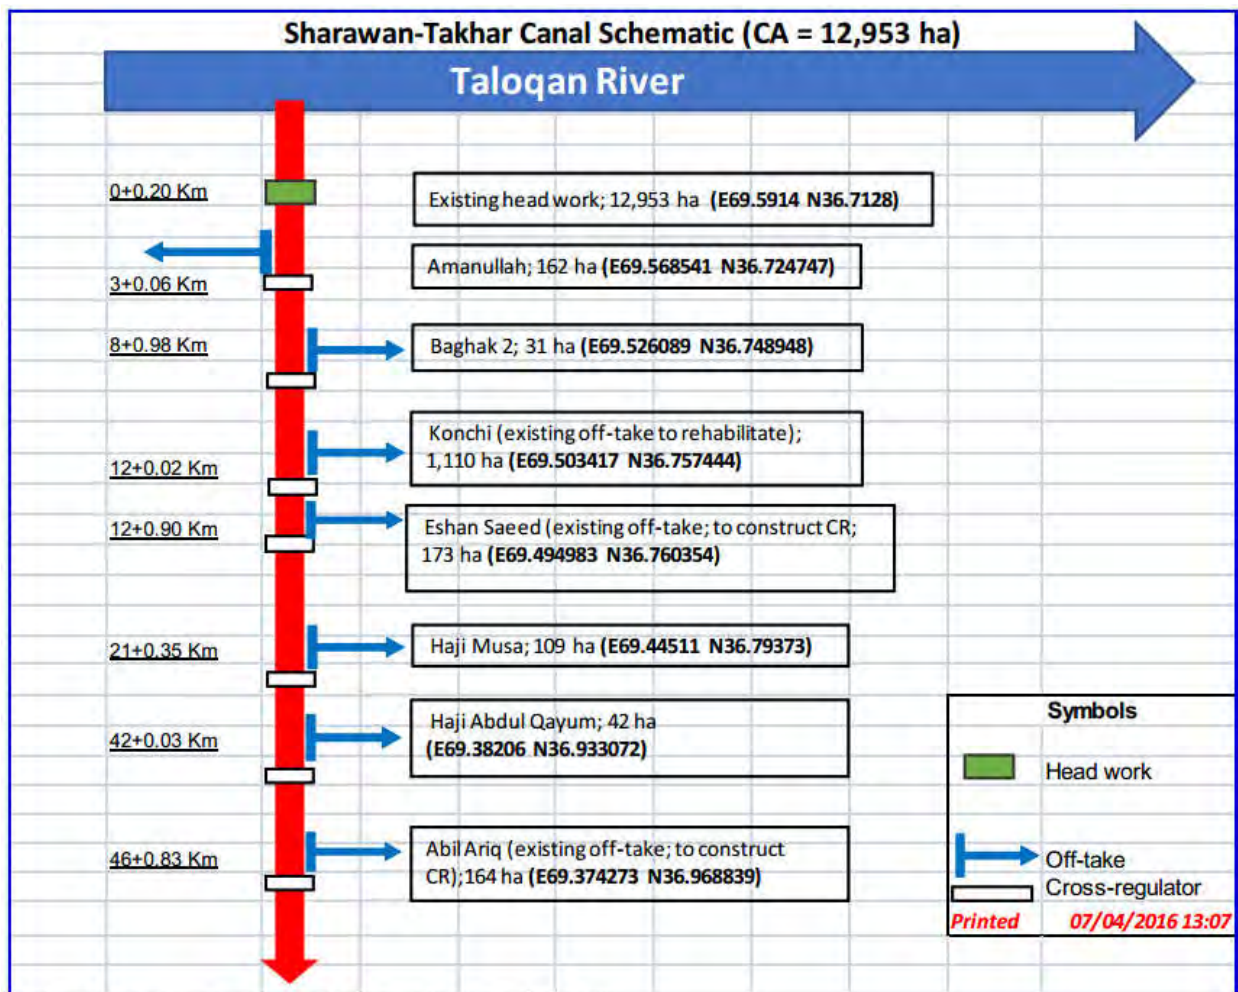 Sharawan-Takhar Canal Schematic (CA = 12,953 ha)
Taloqan River
0+0.20 Km
Existing head work; 12,953 ha (E69.5914 N36.7128)
Amanullah; 162 ha (E69.568541 N36.724747)
3+0.06 Km
8+0.98 Km
Baghak 2; 31 ha (E69.526089 N36.748948)
Konchi (existing off-take to rehabilitate);
1,110 ha (E69.503417 N36.757444)
12+0.02 Km
12+0.90 Km
Eshan Saeed (existing off-take; to construct CR;
173 ha (E69.494983 N36.760354)
21+0.35 Km
Haji Musa; 109 ha (E69.44511 N36.79373)
42+0.03 Km
Haji Abdul Qayum; 42 ha
(E69.38206 N36.933072)
46+0.83 Km
Abil Ariq (existing off-take; to construct
CR);164 ha (E69.374273 N36.968839)
Symbols
Head work
Off-take
Cross-regulator
Printed 07/04/2016 13:07